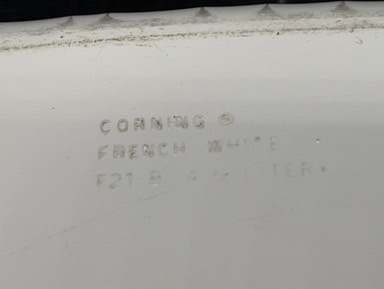 CORNING ®
FRENCH WHITE
F21-B LITER